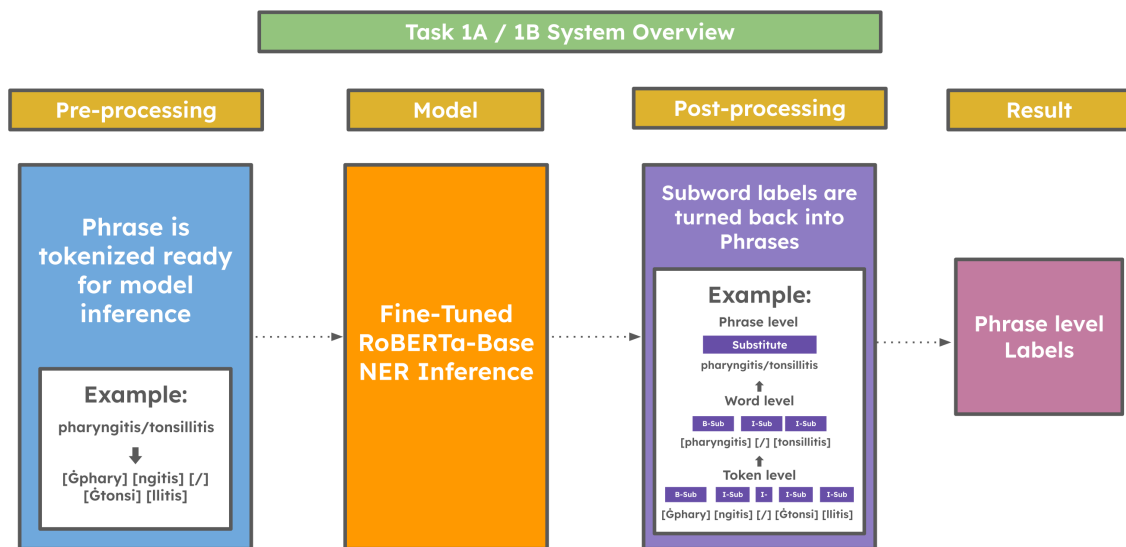 Task 1A / 1B System Overview
Pre-processing
Model
Post-processing
Result
Phrase is
tokenized ready
for model
inference
Example:
pharyngitis/tonsillitis
[Ġphary] [ngitis] [/]
[Ġtonsi] [llitis]
Fine-Tuned
RoBERTa-Base
NER Inference
Subword labels are
turned back into
Phrases
Example:
Phrase level
Substitute
pharyngitis/tonsillitis
Word level
B-Sub I-Sub I-Sub
[pharyngitis] [/] [tonsillitis]
Token level
B-Sub I-Sub I- I-Sub I-Sub
[Ġphary] [ngitis] [/] [Ġtonsi] [llitis]
Phrase level
Labels